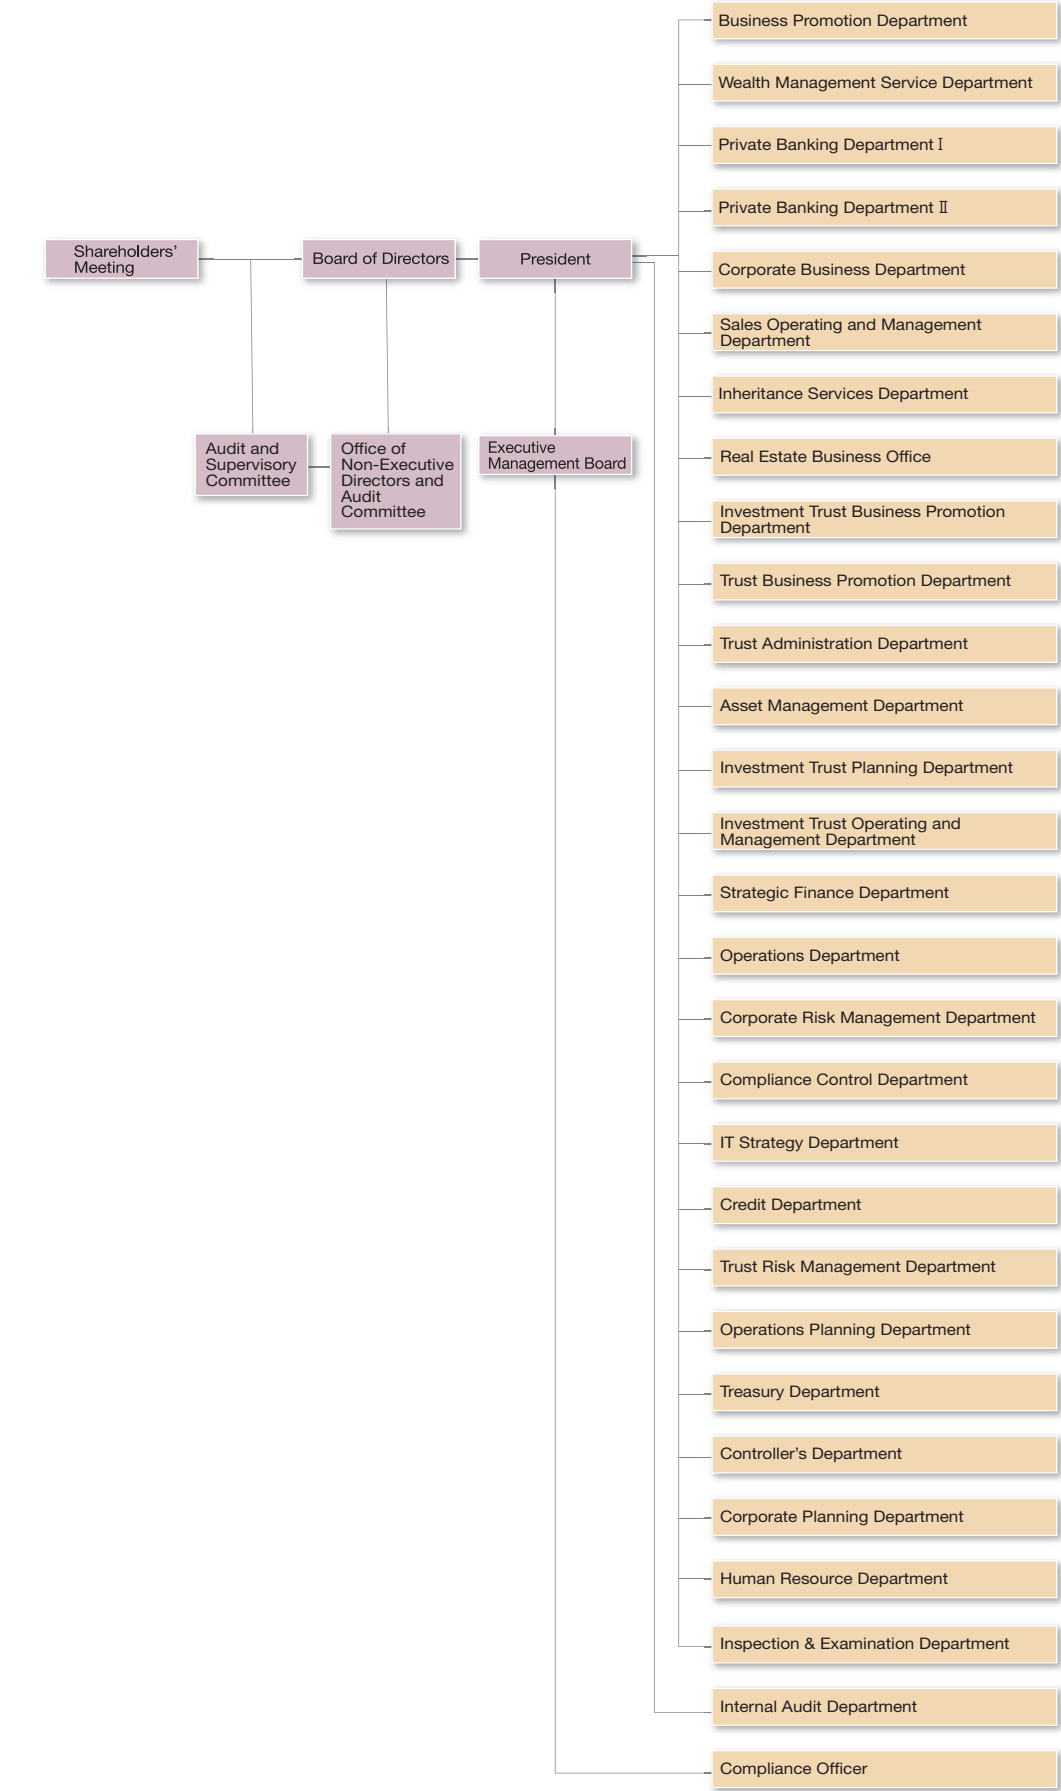 Shareholders'
Meeting
Board of Directors
President
Audit and
Supervisory
Committee
Office of
Non-Executive
Directors and
Audit
Committee
Executive
Management Board
Business Promotion Department
Wealth Management Service Department
Private Banking Department I
Private Banking Department II
Corporate Business Department
Sales Operating and Management
Department
Inheritance Services Department
Real Estate Business Office
Investment Trust Business Promotion
Department
Trust Business Promotion Department
Trust Administration Department
Asset Management Department
Investment Trust Planning Department
Investment Trust Operating and
Management Department
Strategic Finance Department
Operations Department
Corporate Risk Management Department
Compliance Control Department
IT Strategy Department
Credit Department
Trust Risk Management Department
Operations Planning Department
Treasury Department
Controller's Department
Corporate Planning Department
Human Resource Department
Inspection & Examination Department
Internal Audit Department
Compliance Officer